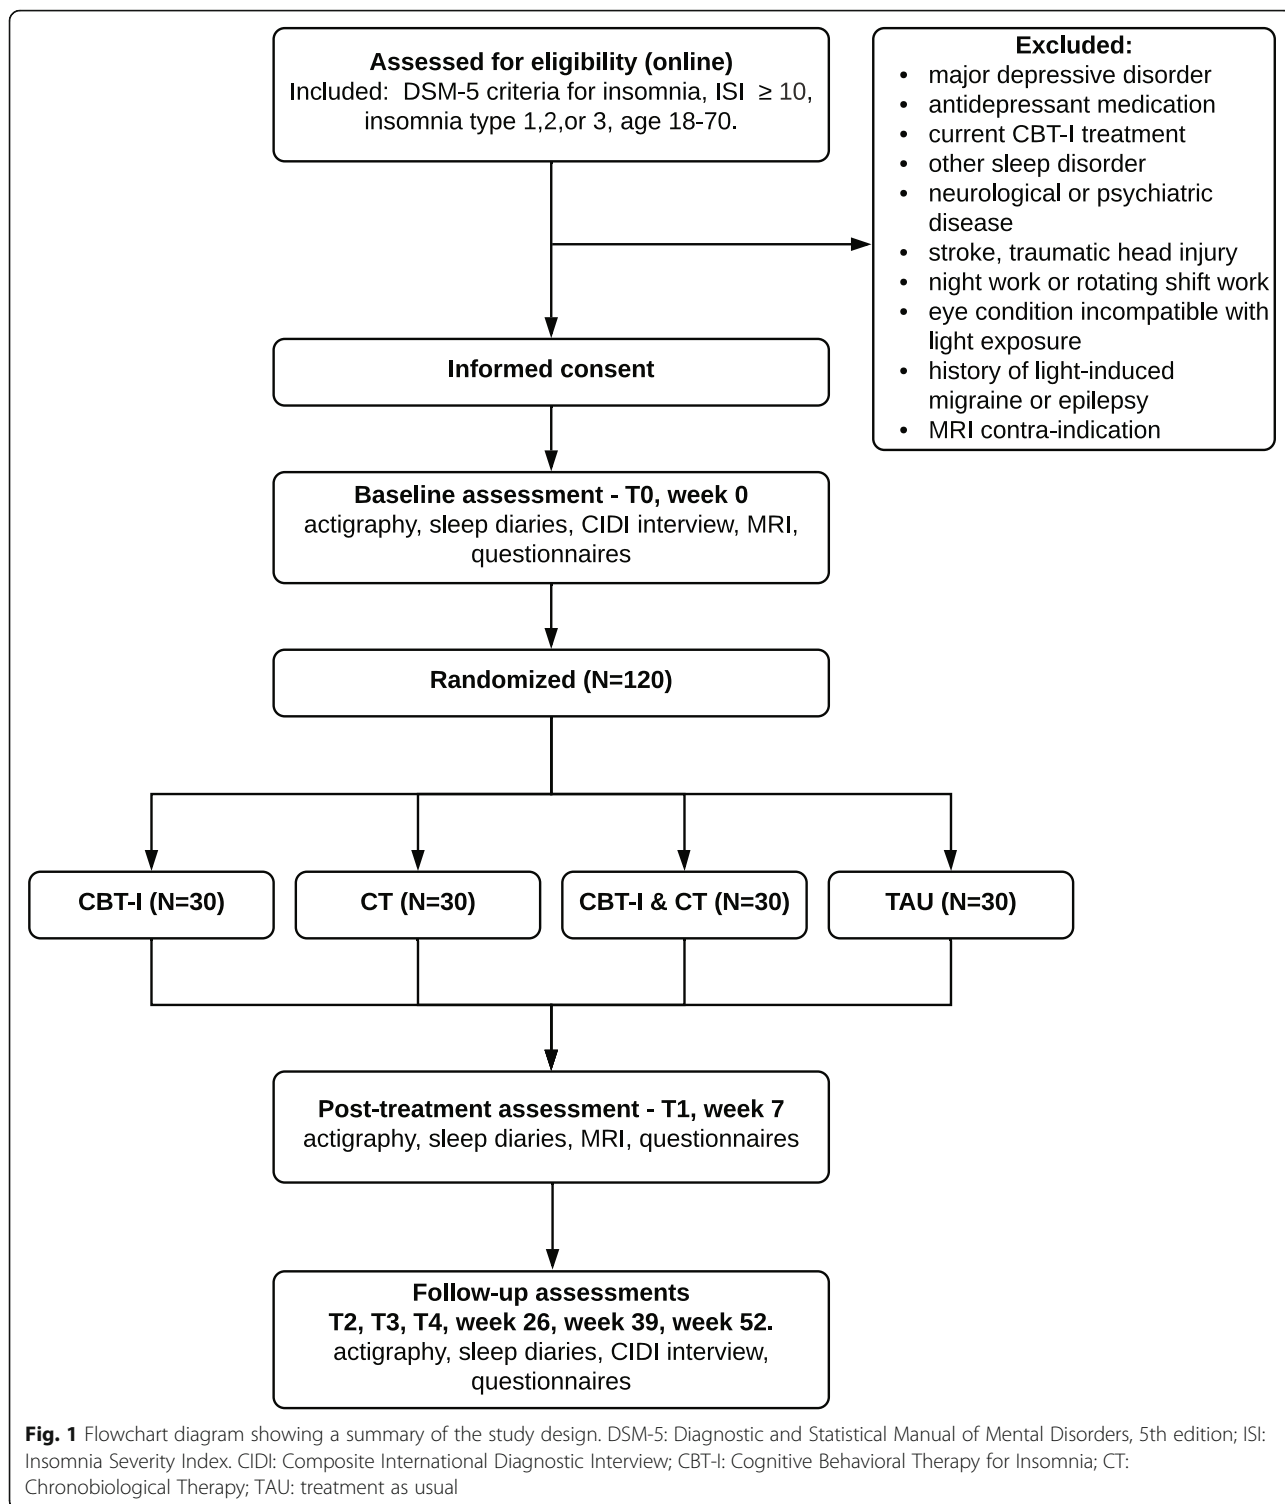 Assessed for eligibility (online)
Included: DSM-5 criteria for insomnia, ISI ≥ 10,
insomnia type 1,2,or 3, age 18-70.
Excluded:
• major depressive disorder
• antidepressant medication
• current CBT-I treatment
• other sleep disorder
• neurological or psychiatric
disease
• stroke, traumatic head injury
• night work or rotating shift work
• eye condition incompatible with
light exposure
• history of light-induced
migraine or epilepsy
• MRI contra-indication
Informed consent
Baseline assessment - T0, week 0
actigraphy, sleep diaries, CIDI interview, MRI,
questionnaires
Randomized (N=120)
CBT-I (N=30)
CT (N=30)
CBT-I & CT (N=30)
TAU (N=30)
Post-treatment assessment - T1, week 7
actigraphy, sleep diaries, MRI, questionnaires
Follow-up assessments
T2, T3, T4, week 26, week 39, week 52.
actigraphy, sleep diaries, CIDI interview,
questionnaires
Fig. 1 Flowchart diagram showing a summary of the study design. DSM-5: Diagnostic and Statistical Manual of Mental Disorders, 5th edition; ISI:
Insomnia Severity Index. CIDI: Composite International Diagnostic Interview; CBT-I: Cognitive Behavioral Therapy for Insomnia; CT:
Chronobiological Therapy; TAU: treatment as usual